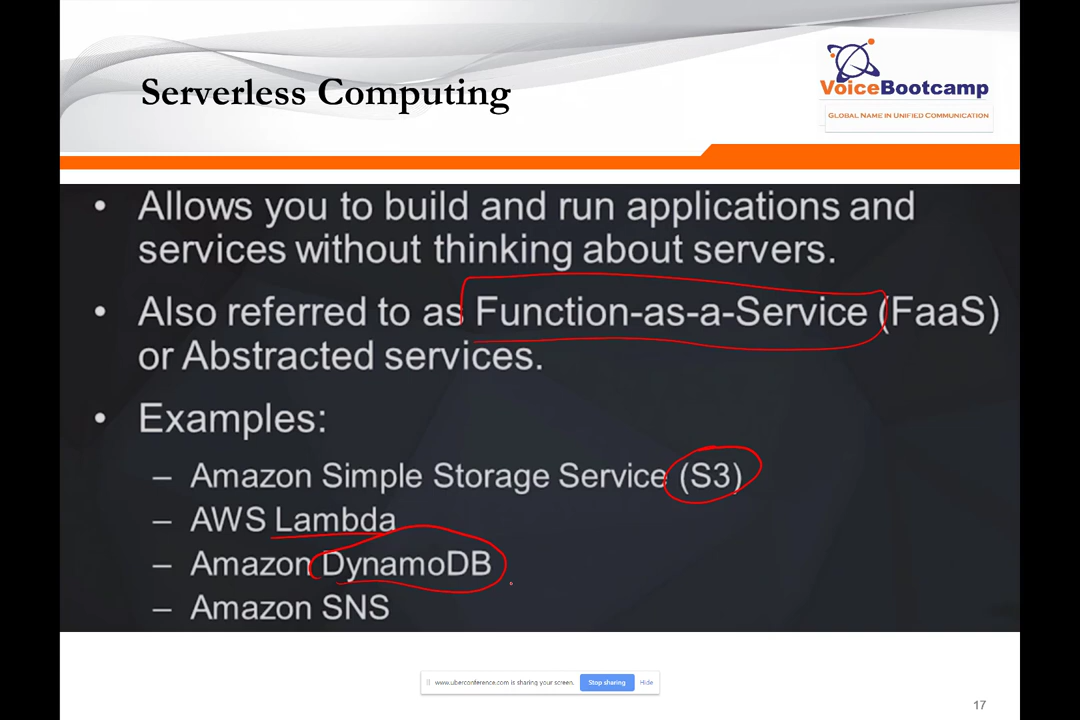 Serverless Computing
VoiceBootcamp
GLOBAL NAME IN UNIFIED COMMUNICATION
• Allows you to build and run applications and
services without thinking about servers.
• Also referred to as Function-as-a-Service (FaaS)
or Abstracted services.
• Examples:
– Amazon Simple Storage Service (S3)
– AWS Lambda
– Amazon DynamoDB
– Amazon SNS
www.uberconference.com is sharing your screen. Stop sharing Hide
17